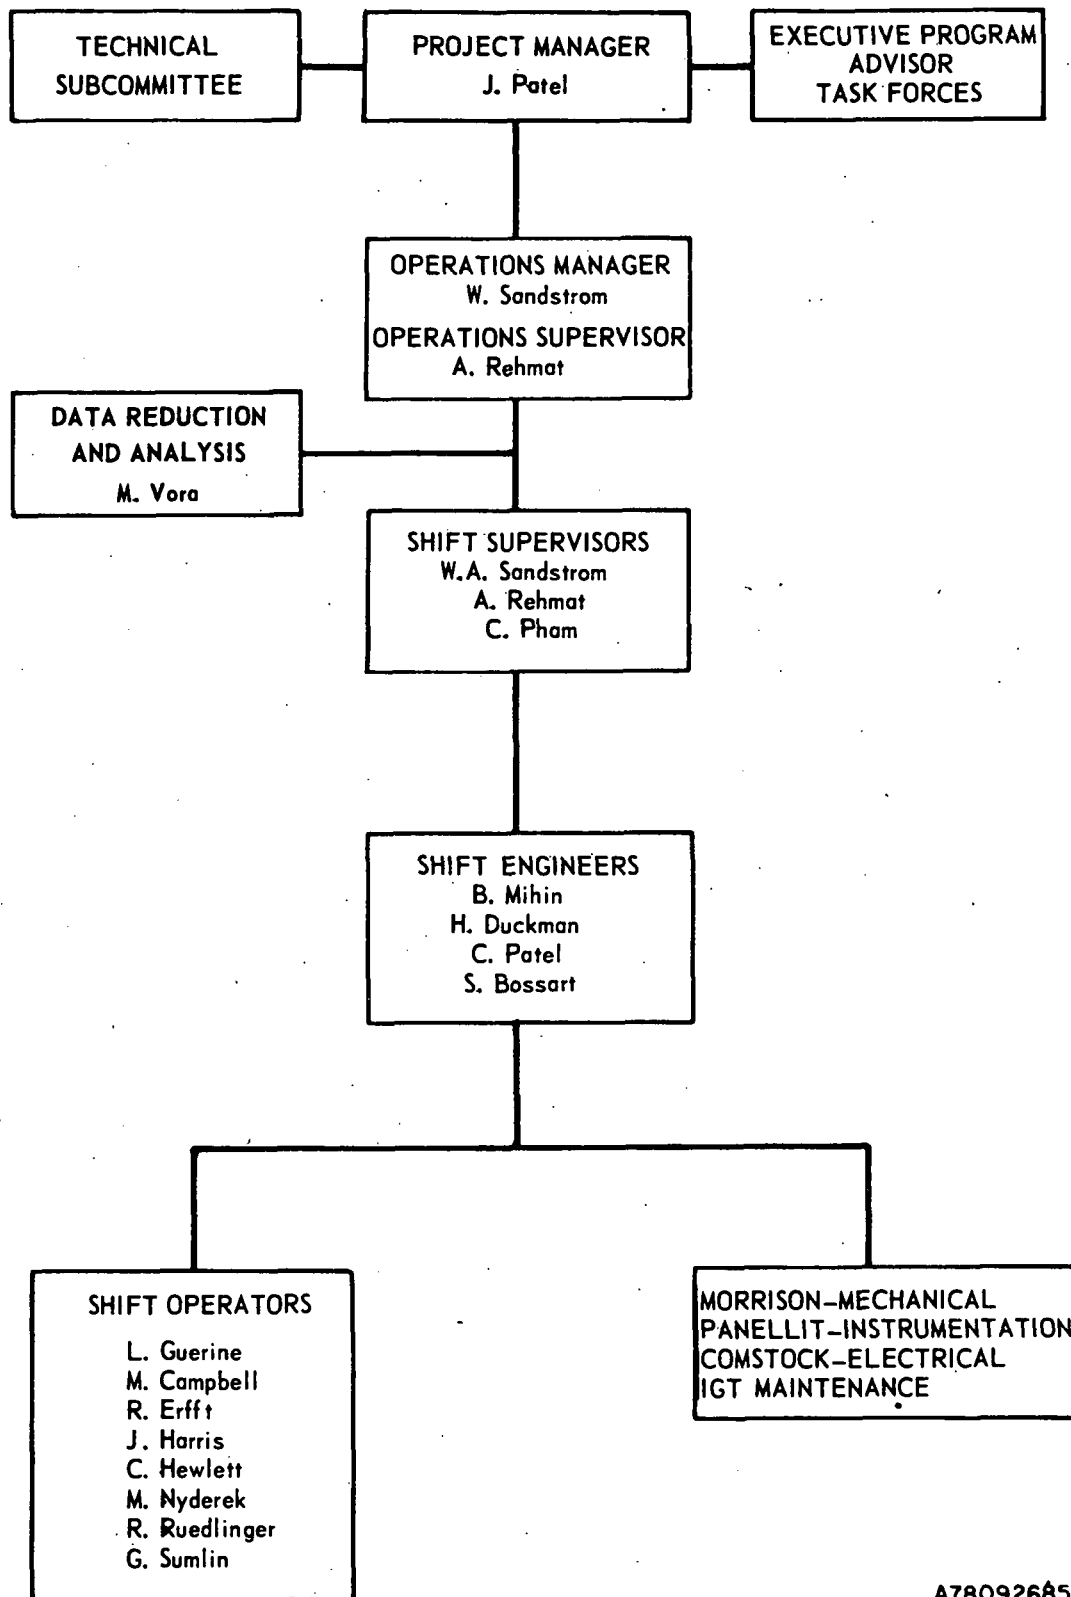 TECHNICAL
SUBCOMMITTEE
PROJECT MANAGER
J. Patel
EXECUTIVE PROGRAM
ADVISOR
TASK FORCES
OPERATIONS MANAGER
W. Sandstrom
OPERATIONS SUPERVISOR
A. Rehmat
DATA REDUCTION
AND ANALYSIS
M. Vora
SHIFT SUPERVISORS
W.A. Sandstrom
A. Rehmat
C. Pham
SHIFT ENGINEERS
B. Mihin
H. Duckman
C. Patel
S. Bossart
SHIFT OPERATORS
L. Guerine
M. Campbell
R. Erfft
J. Harris
C. Hewlett
M. Nyderek
R. Ruedlinger
G. Sumlin
MORRISON-MECHANICAL
PANELLIT-INSTRUMENTATION
COMSTOCK-ELECTRICAL
IGT MAINTENANCE
A78092685